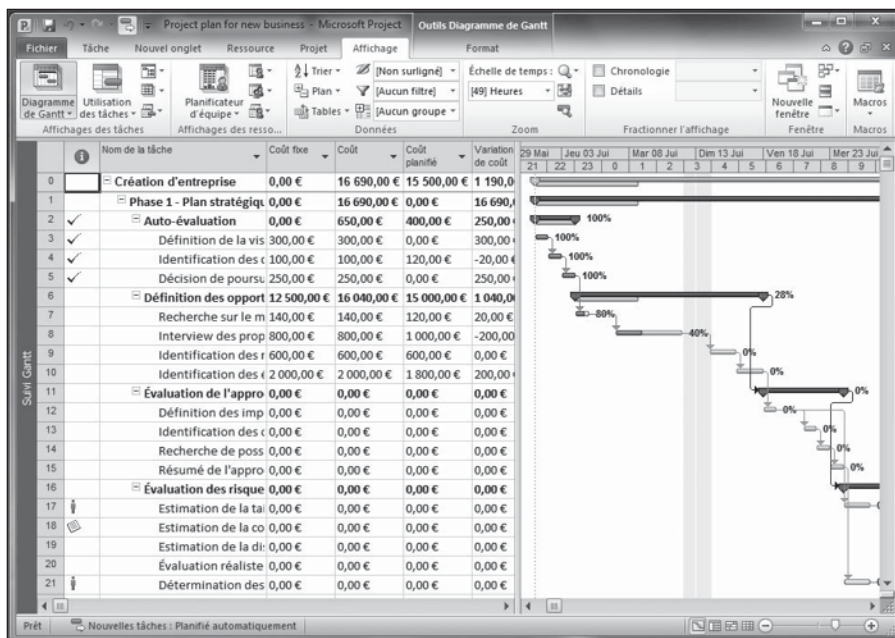 Project plan for new business - Microsoft Project Outils Diagramme de Gantt
Fichier Tâche Nouvel onglet Ressource Projet Affichage Format
Diagramme de Gantt Utilisation des tâches
Affichages des tâches
Planificateur d'équipe
Affichages des resso...
Trier [Non surligné]
Plan [Aucun filtre]
Tables [Aucun groupe
Données
Échelle de temps :
[49] Heures
Zoom
Chronologie
Détails
Fractionner l'affichage
Nouvelle fenêtre
Fenêtre
Macros
Macros
Nom de la tâche Coût fixe Coût Coût planifié Variation de coût
29 Mai Jeu 03 Jui Mar 08 Jui Dim 13 Jui Ven 18 Jui Mer 23 Jui
21 22 23 0 1 2 3 4 5 6 7 8 9
0 Création d'entreprise 0,00 € 16 690,00 € 15 500,00 € 1 190,0
1 Phase 1 - Plan stratégiqu 0,00 € 16 690,00 € 0,00 € 16 690,
2 Auto-évaluation 0,00 € 650,00 € 400,00 € 250,00 100%
3 Définition de la vis 300,00 € 300,00 € 0,00 € 300,00 100%
4 Identification des c 100,00 € 100,00 € 120,00 € -20,00 € 100%
5 Décision de poursu 250,00 € 250,00 € 0,00 € 250,00 100%
6 Définition des opport 12 500,00 € 16 040,00 € 15 000,00 € 1 040,0 28%
7 Recherche sur le m 140,00 € 140,00 € 120,00 € 20,00 € 80%
8 Interview des prop 800,00 € 800,00 € 1 000,00 € -200,00 40%
9 Identification des r 600,00 € 600,00 € 600,00 € 0,00 € 0%
10 Identification des é 2 000,00 € 2 000,00 € 1 800,00 € 200,00 0%
11 Évaluation de l'appro 0,00 € 0,00 € 0,00 € 0,00 € 0%
12 Définition des imp 0,00 € 0,00 € 0,00 € 0,00 € 0%
13 Identification des c 0,00 € 0,00 € 0,00 € 0,00 € 0%
14 Recherche de poss 0,00 € 0,00 € 0,00 € 0,00 € 0%
15 Résumé de l'appro 0,00 € 0,00 € 0,00 € 0,00 € 0%
16 Évaluation des risque 0,00 € 0,00 € 0,00 € 0,00 €
17 Estimation de la tai 0,00 € 0,00 € 0,00 € 0,00 €
18 Estimation de la co 0,00 € 0,00 € 0,00 € 0,00 €
19 Estimation de la di 0,00 € 0,00 € 0,00 € 0,00 €
20 Évaluation réaliste 0,00 € 0,00 € 0,00 € 0,00 €
21 Détermination des 0,00 € 0,00 € 0,00 € 0,00 €
Suivi Gantt
Prêt Nouvelles tâches : Planifié automatiquement